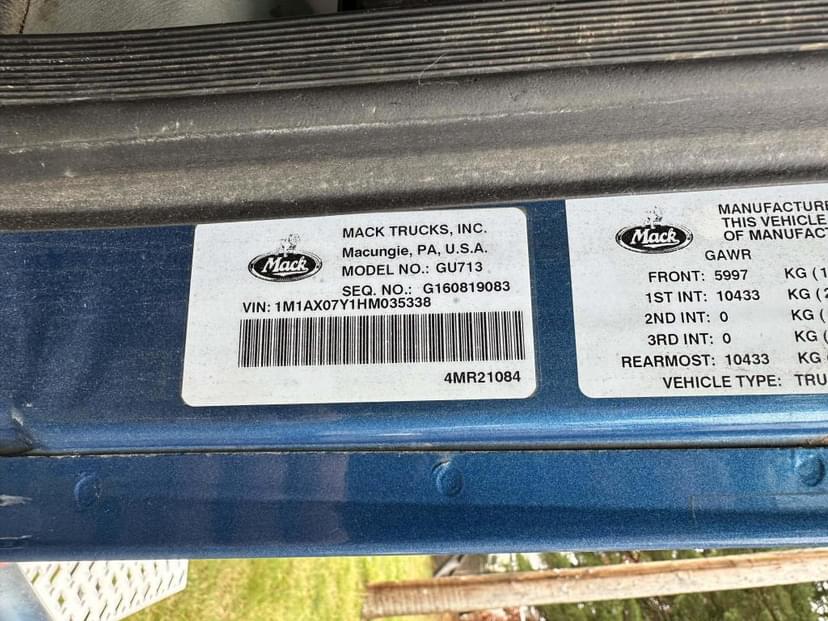 Mack
MACK TRUCKS, INC.
Macungie, PA, U.S.A.
MODEL NO.: GU713
SEQ. NO.: G160819083
VIN: 1M1AX07Y1HM035338
4MR21084
Mack
MANUFACTURE
THIS VEHICLE
OF MANUFACT
GAWR
FRONT: 5997 KG (1
1ST INT: 10433 KG (2
2ND INT: 0 KG (
3RD INT: 0 KG (
REARMOST: 10433 KG
VEHICLE TYPE: TRU